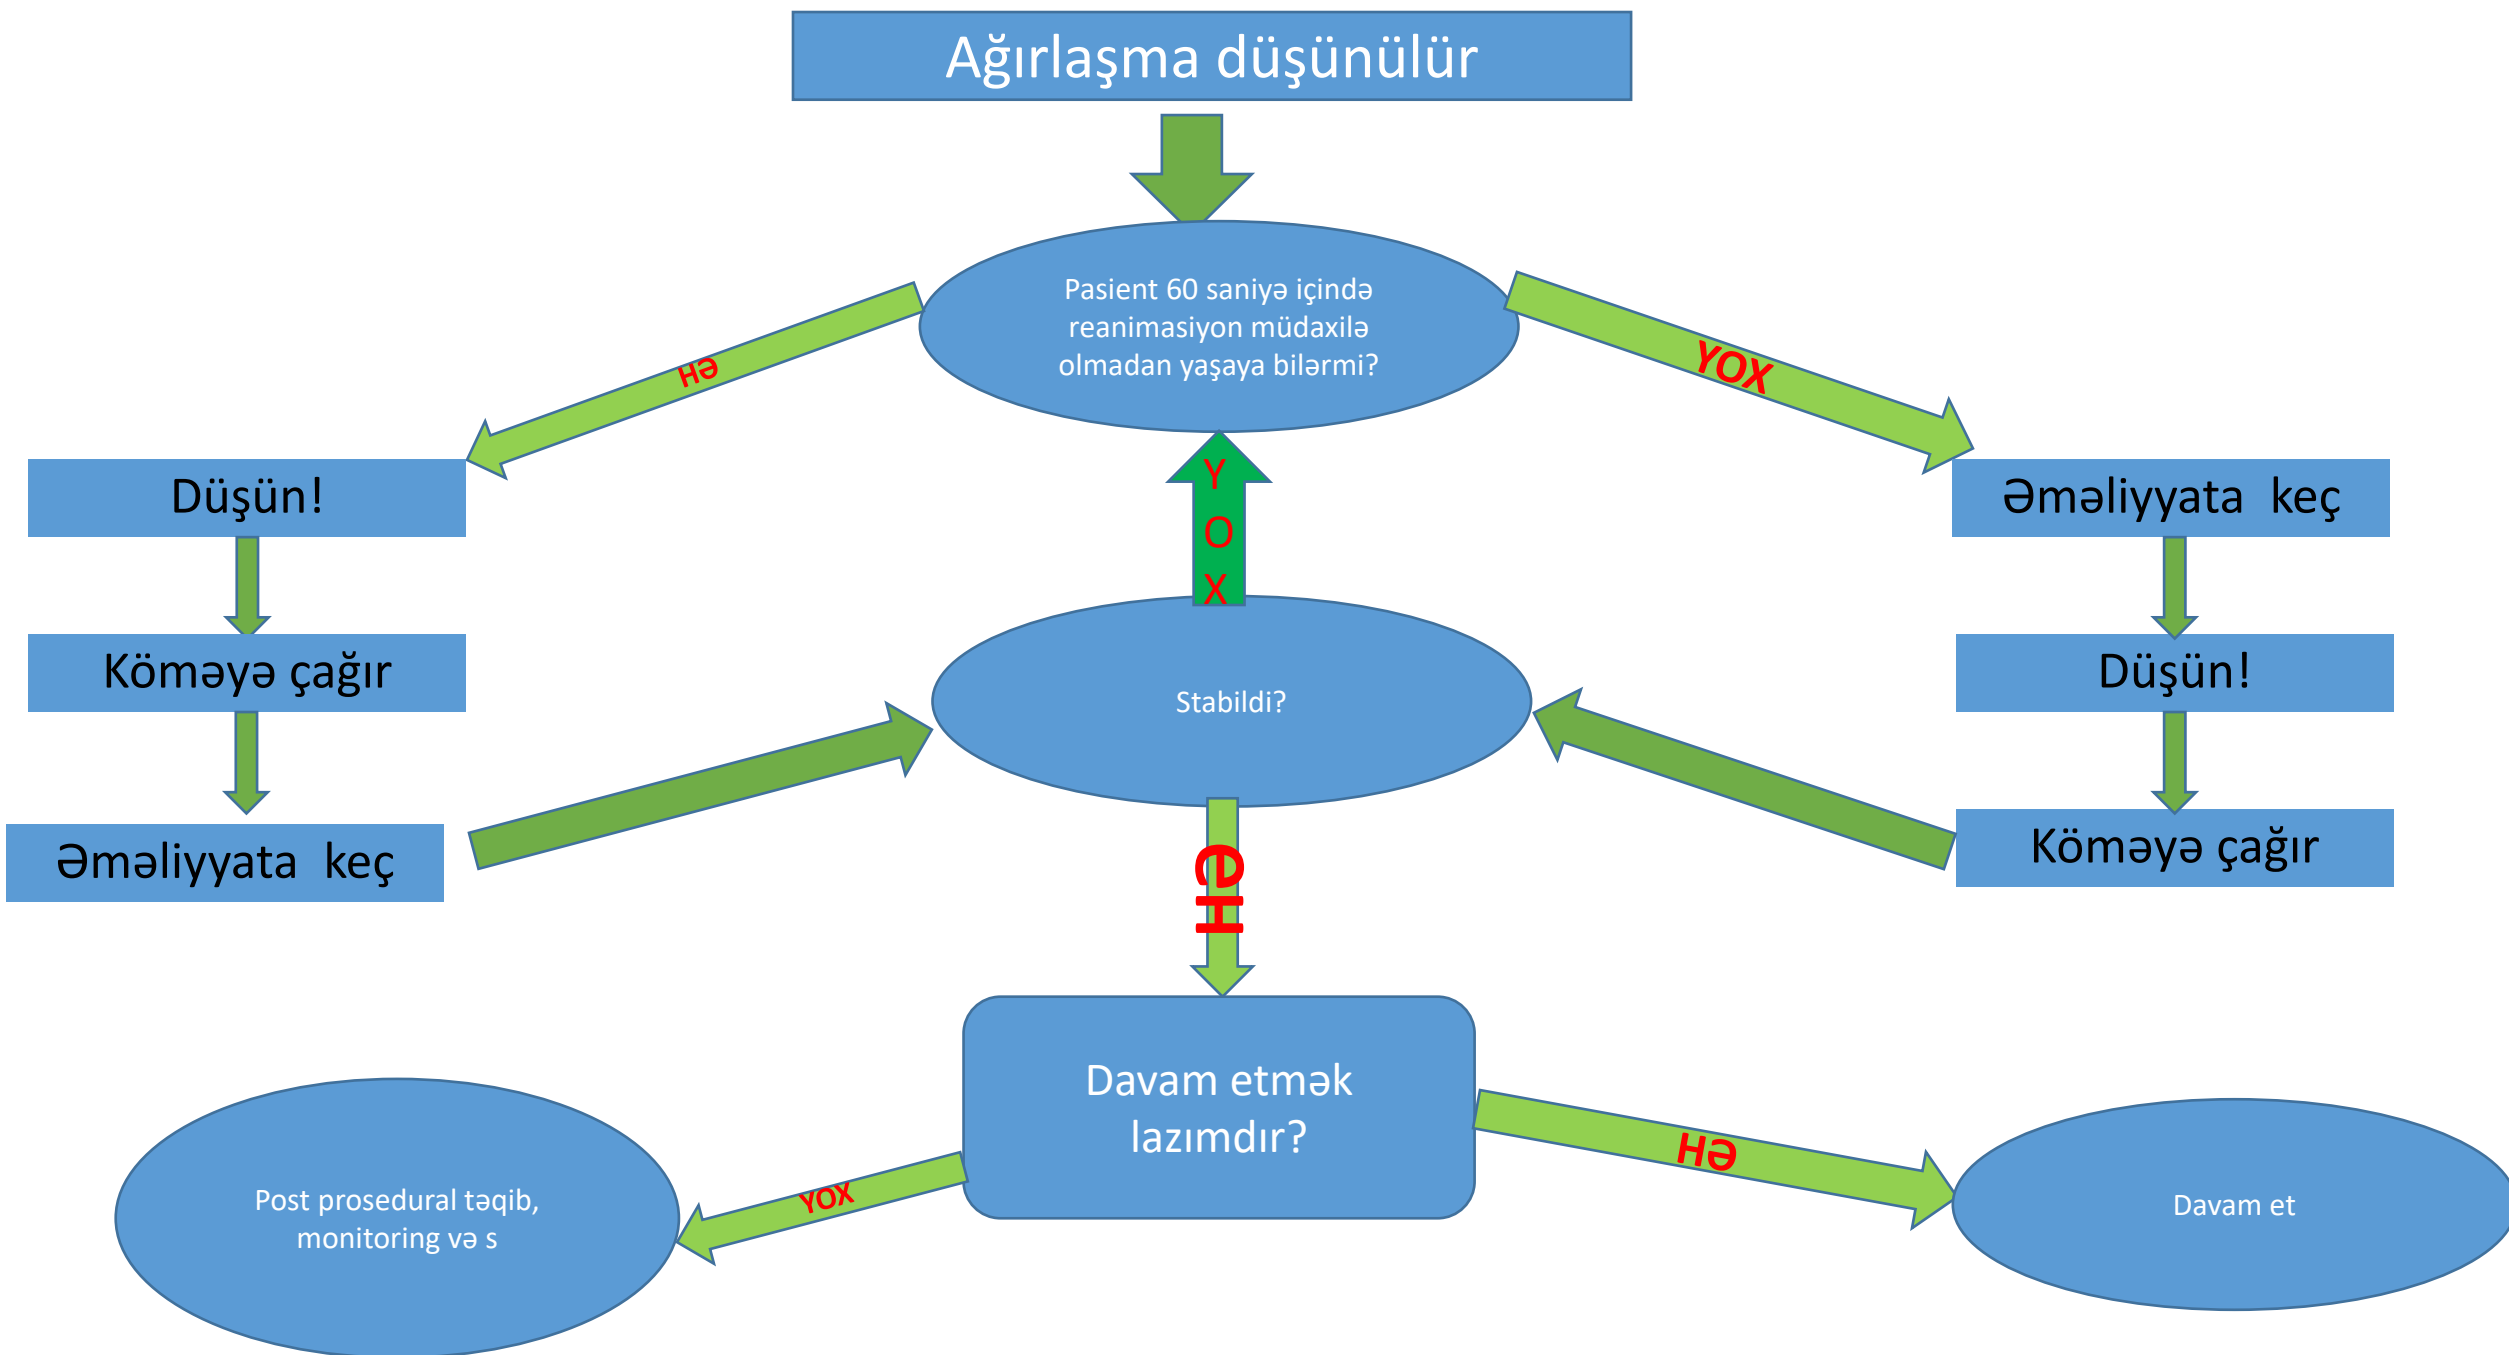 Ağırlaşma düşünülür
Pasient 60 saniyə içində
reanimasiyon müdaxilə
olmadan yaşaya bilərmi?
Hə
YOX
Düşün!
Köməyə çağır
Əməliyyata keç
Əməliyyata keç
Düşün!
Köməyə çağır
Y
O
X
Stabildi?
Hə
Davam etmək
lazımdır?
YOX
Hə
Post prosedural təqib,
monitoring və s
Davam et